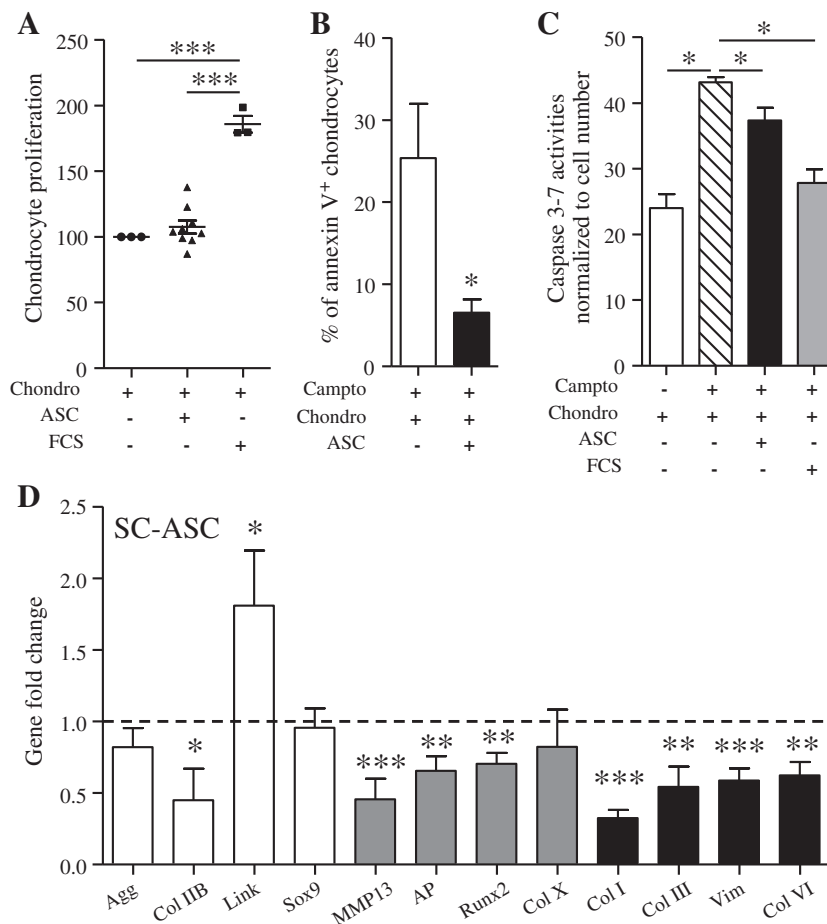 A
Chondrocyte proliferation
250
200
150
100
50
0
***
***
Chondro + + +
ASC - + -
FCS - - +
B
% of annexin V+ chondrocytes
40
30
20
10
0
*
Campto + +
Chondro + +
ASC - +
C
Caspase 3-7 activities
normalized to cell number
50
40
30
20
10
0
*
* *
Campto - + + +
Chondro + + + +
ASC - - + -
FCS - - - +
D
SC-ASC
Gene fold change
2.5
2.0
1.5
1.0
0.5
0.0
* * *** ** ** *** ** *** **
Agg Col IIB Link Sox9 MMP13 AP Runx2 Col X Col I Col III Vim Col VI